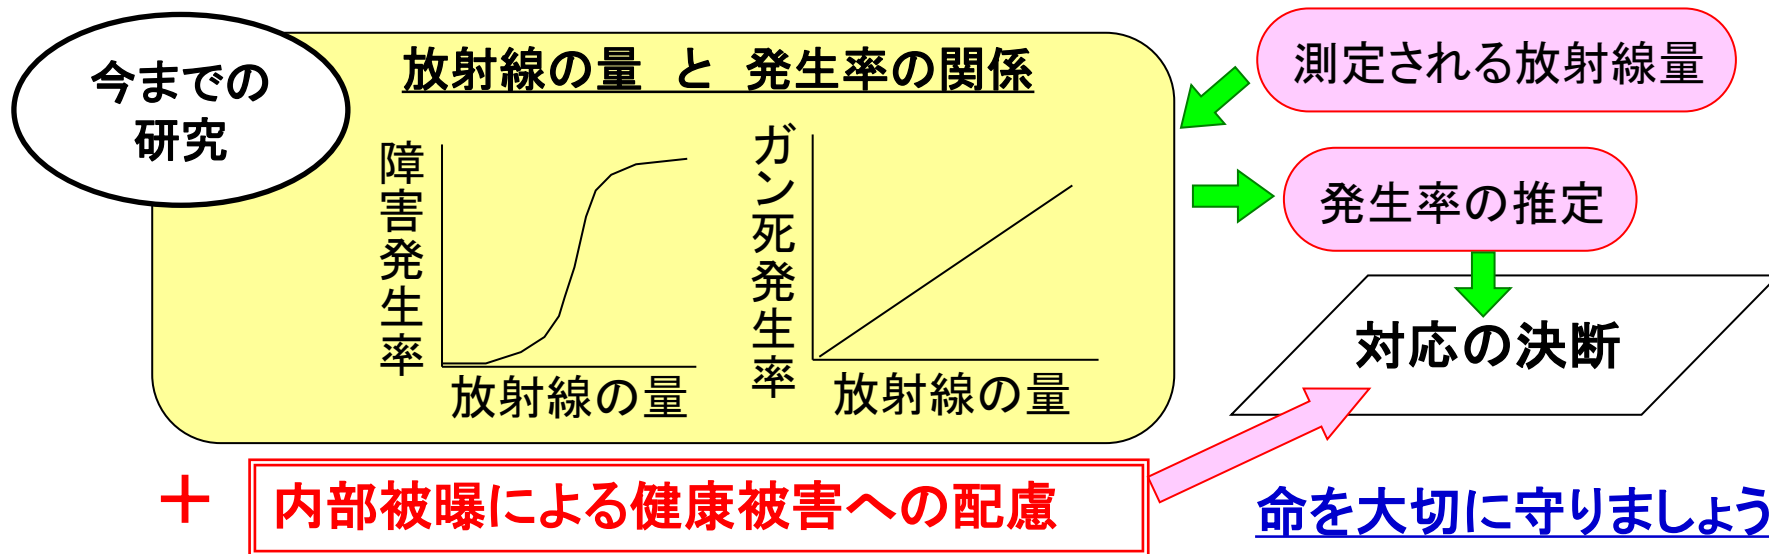 今までの
研究
放射線の量 と 発生率の関係
障害発生率
放射線の量
ガン死発生率
放射線の量
測定される放射線量
発生率の推定
対応の決断
＋ 内部被曝による健康被害への配慮
命を大切に守りましょう